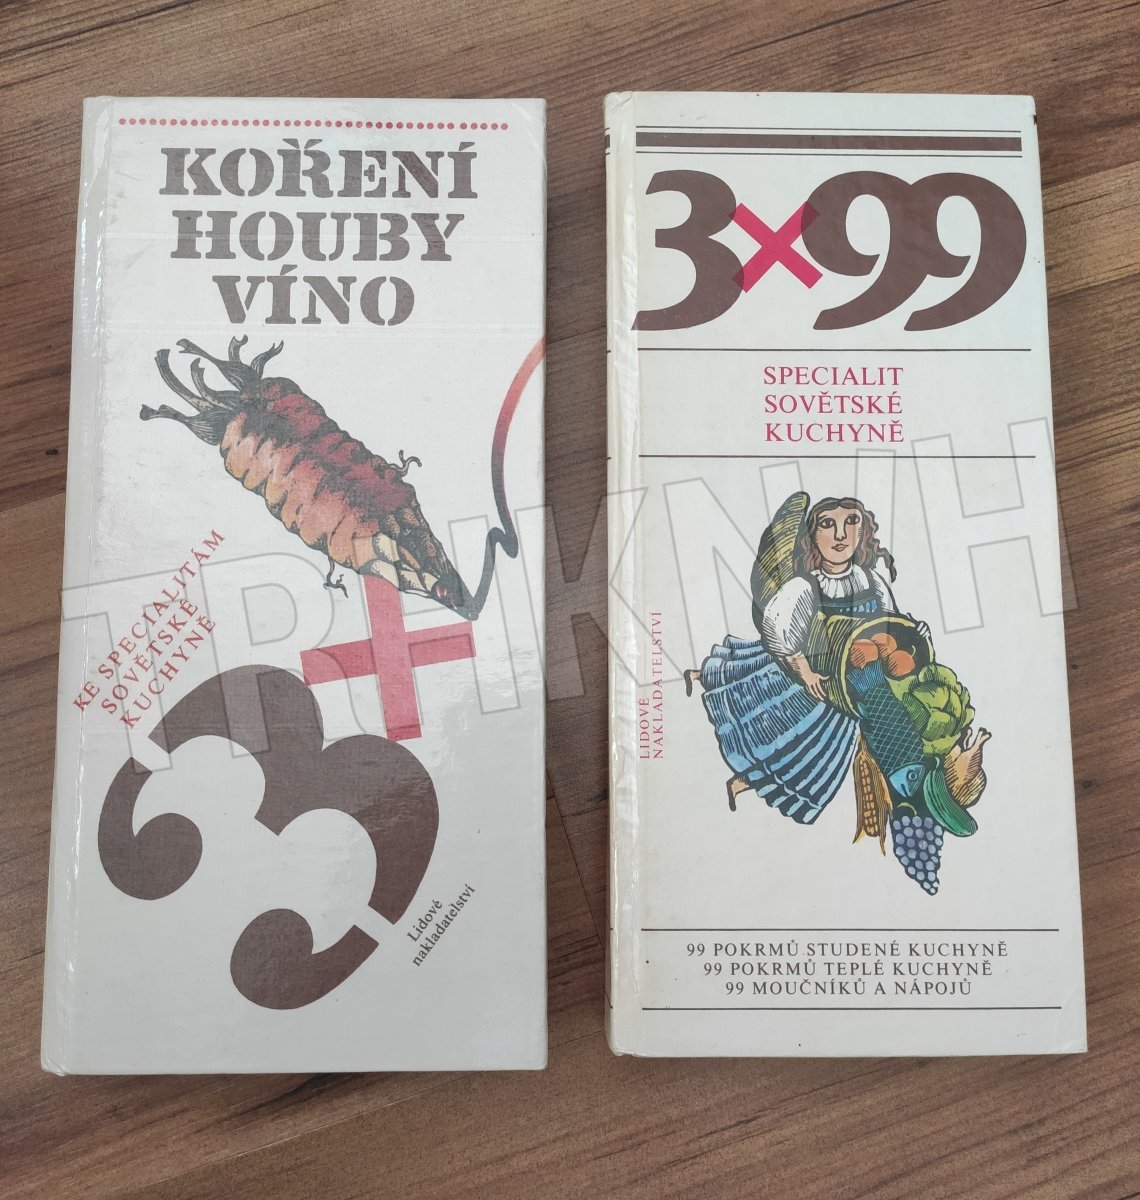 KOŘENÍ
HOUBY
VÍNO
KE SPECIALITÁM
SOVĚTSKÉ
KUCHYNĚ
3+
Lidové
nakladatelství
3×99
SPECIALIT
SOVĚTSKÉ
KUCHYNĚ
LIDOVÉ
NAKLADATELSTVÍ
99 POKRMŮ STUDENÉ KUCHYNĚ
99 POKRMŮ TEPLÉ KUCHYNĚ
99 MOUČNÍKŮ A NÁPOJŮ